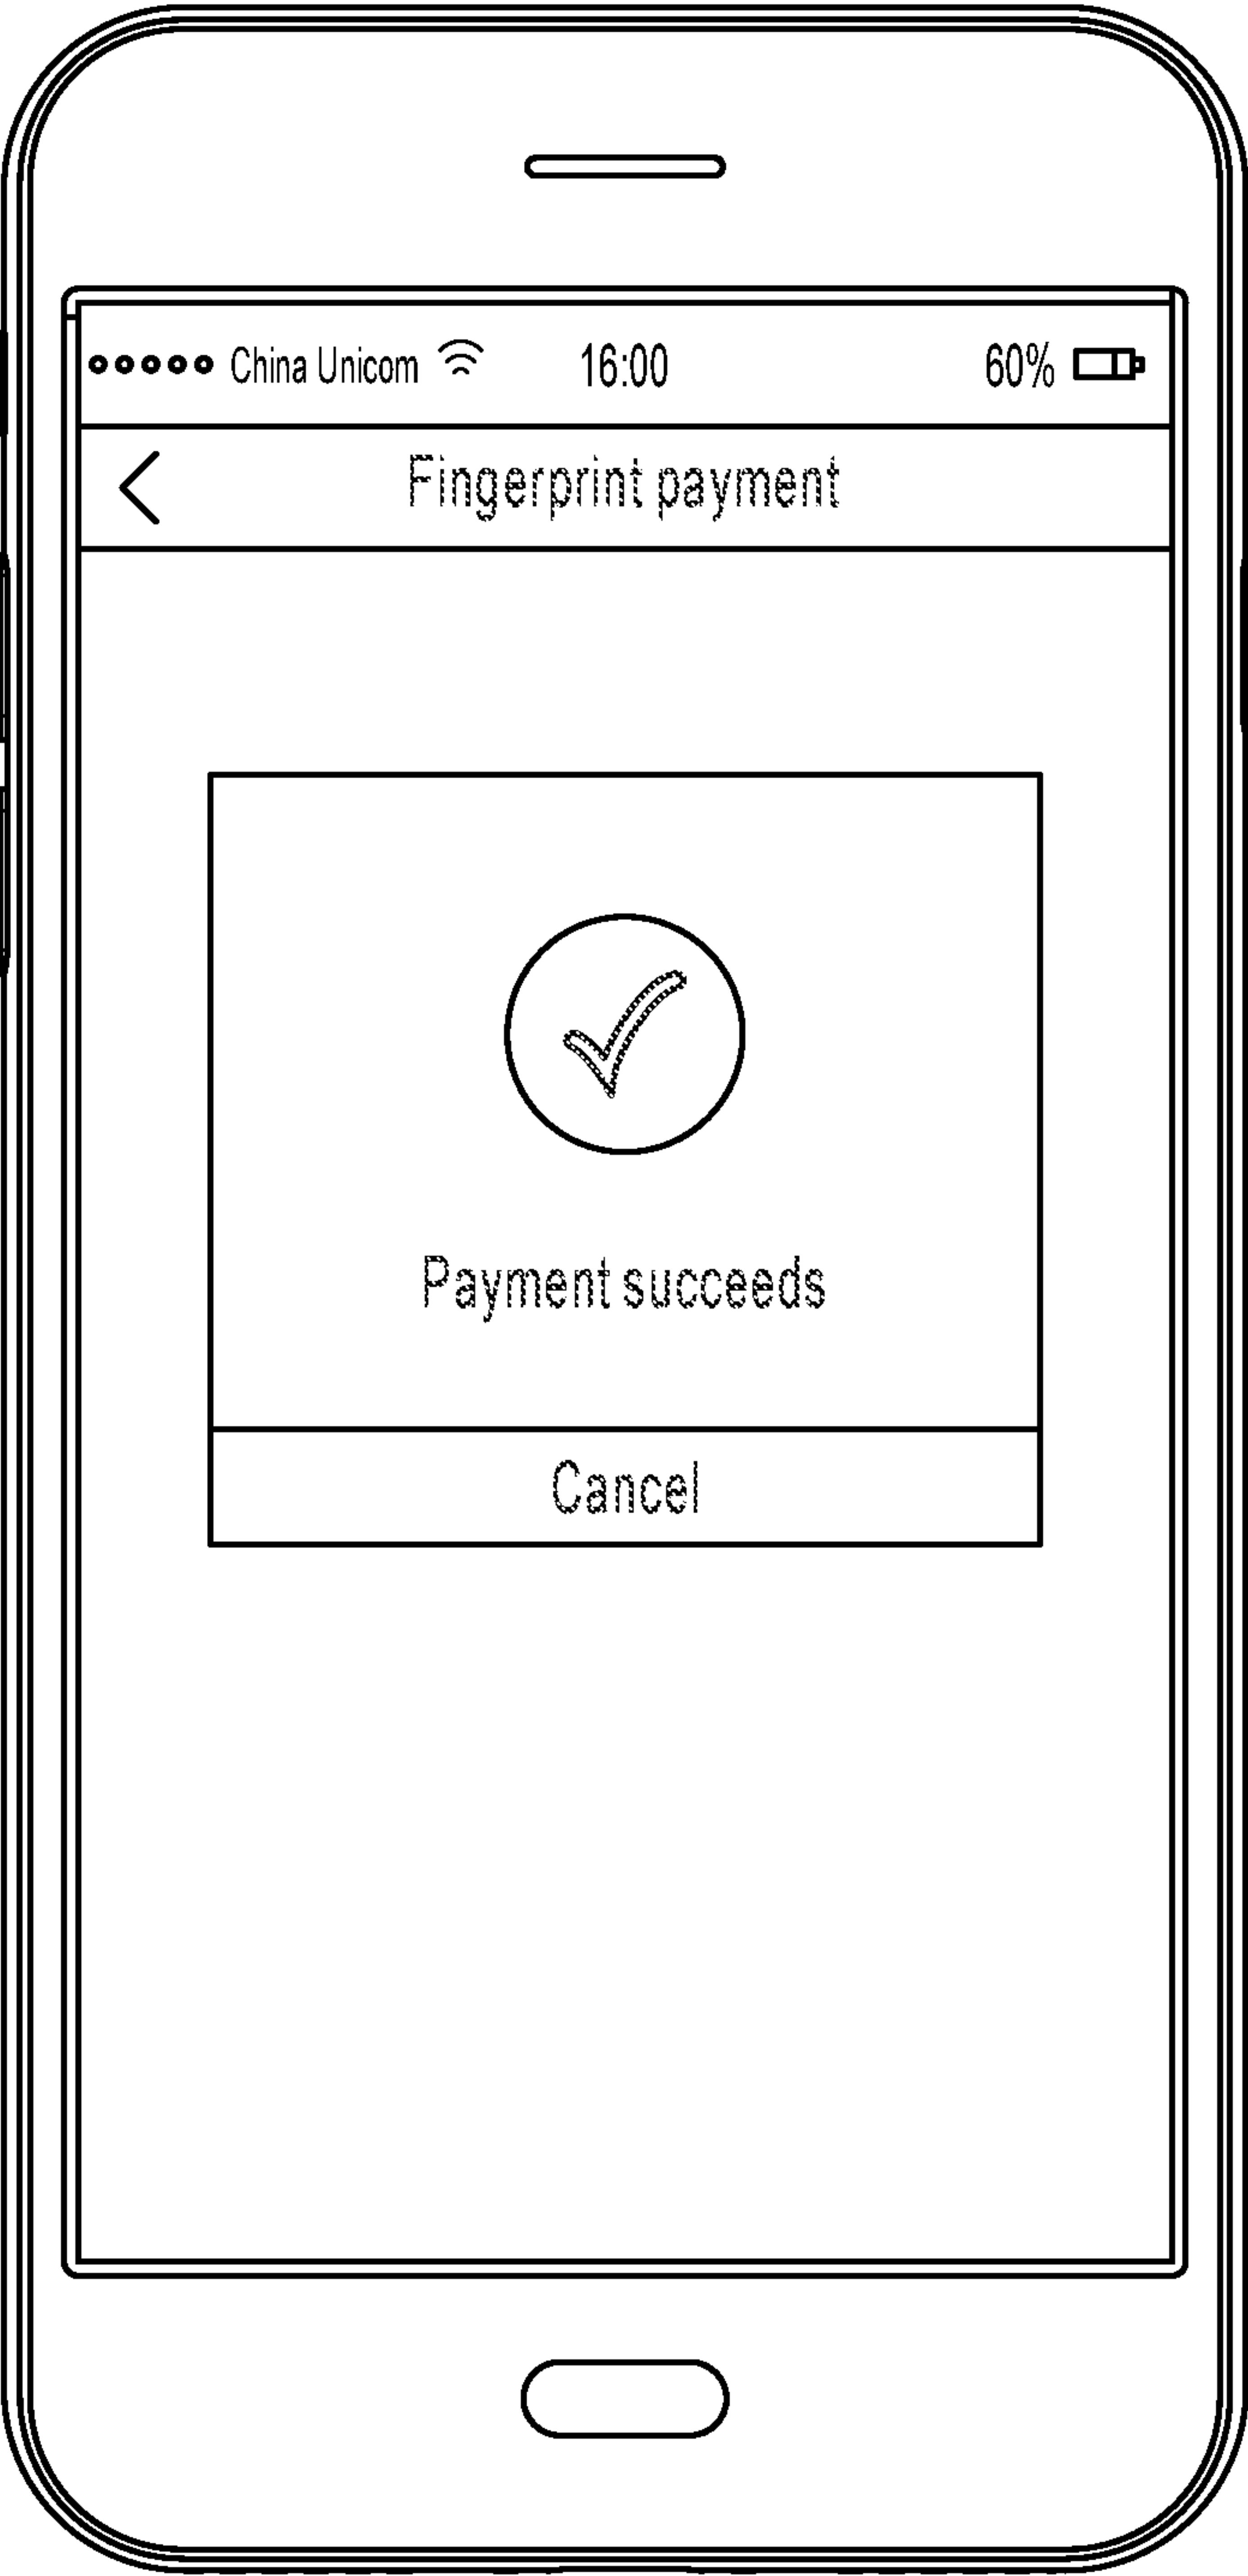 China Unicom 16:00 60%
Fingerprint payment
Payment succeeds
Cancel